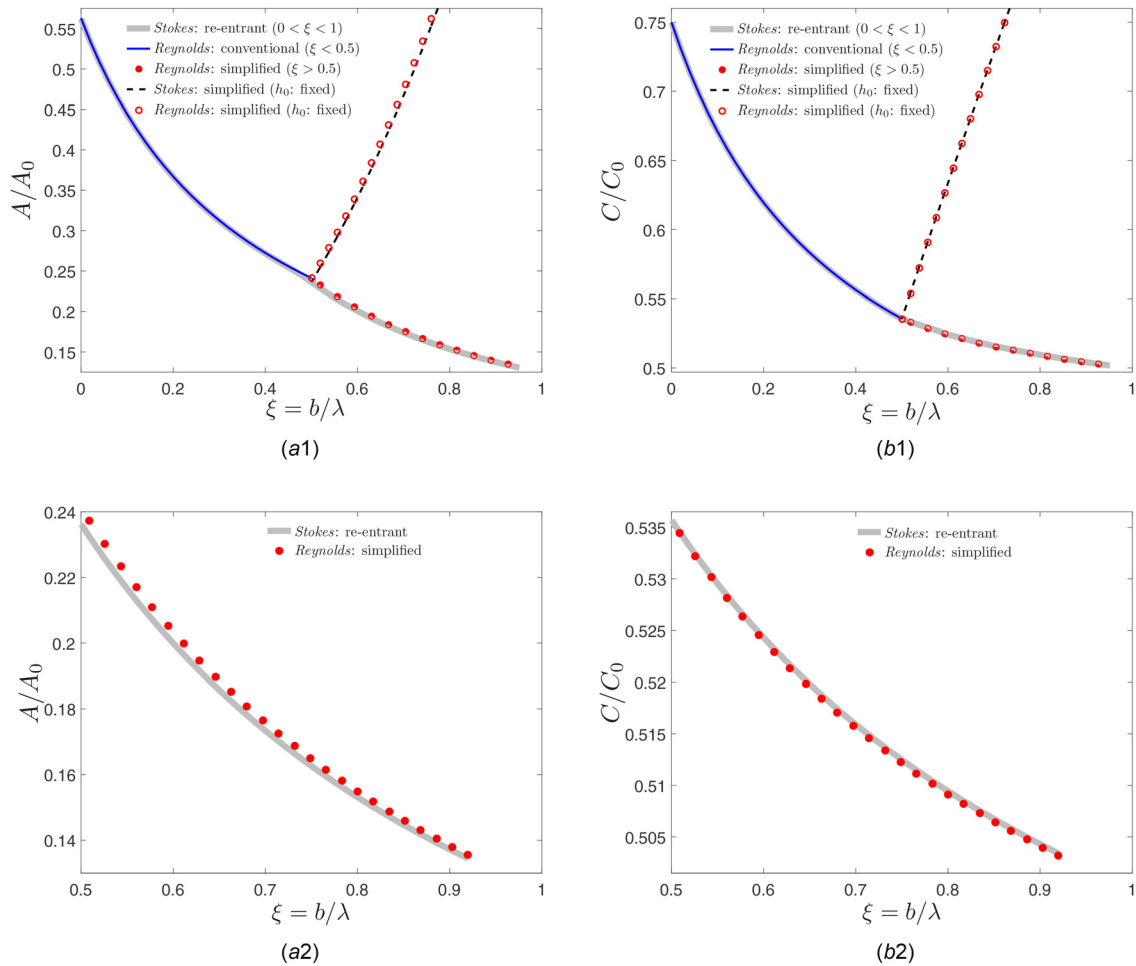 0.55
0.5
0.45
0.35
0.3
0.25
0.2
0.15
A/A₀
Stokes: re-entrant (0 < ξ < 1)
Reynolds: conventional (ξ < 0.5)
Reynolds: simplified (ξ > 0.5)
Stokes: simplified (h₀: fixed)
Reynolds: simplified (h₀: fixed)
0 0.2 0.4 0.6 0.8 1
ξ = b/λ
(a1)
0.75
0.7
0.65
0.6
0.55
0.5
C/C₀
Stokes: re-entrant (0 < ξ < 1)
Reynolds: conventional (ξ < 0.5)
Reynolds: simplified (ξ > 0.5)
Stokes: simplified (h₀: fixed)
Reynolds: simplified (h₀: fixed)
0 0.2 0.4 0.6 0.8 1
ξ = b/λ
(b1)
0.24
0.22
0.2
0.18
0.16
0.14
A/A₀
Stokes: re-entrant
Reynolds: simplified
0.5 0.6 0.7 0.8 0.9 1
ξ = b/λ
(a2)
0.535
0.53
0.525
0.52
0.515
0.51
0.505
C/C₀
Stokes: re-entrant
Reynolds: simplified
0.5 0.6 0.7 0.8 0.9 1
ξ = b/λ
(b2)